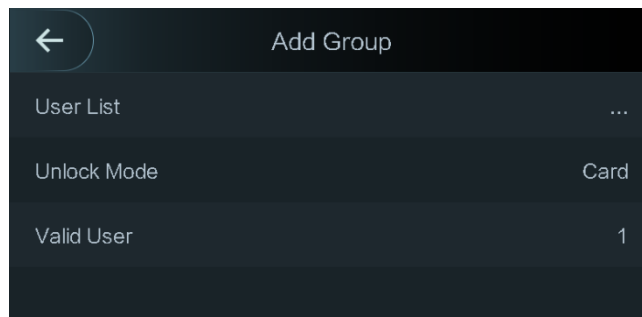 Add Group
User List ...
Unlock Mode Card
Valid User 1